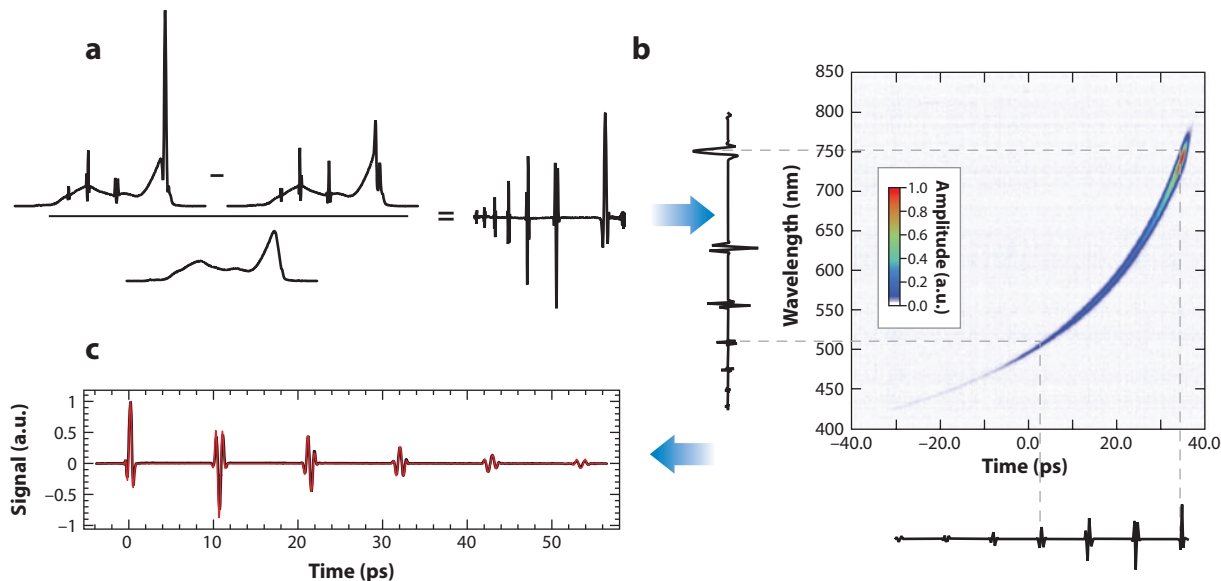 a
–
=
b
850
800
750
700
650
600
550
500
450
400
Wavelength (nm)
1.0
0.8
0.6
0.4
0.2
0.0
Amplitude (a.u.)
–40.0 –20.0 0.0 20.0 40.0
Time (ps)
c
1
0.5
0
–0.5
–1
Signal (a.u.)
0 10 20 30 40 50
Time (ps)